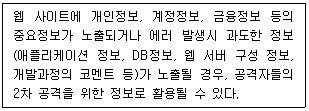 웹 사이트에 개인정보, 계정정보, 금융정보 등의
중요정보가 노출되거나 에러 발생시 과도한 정보
(애플리케이션 정보, DB정보, 웹 서버 구성 정보,
개발과정의 코멘트 등)가 노출될 경우, 공격자들의
2차 공격을 위한 정보로 활용될 수 있다.